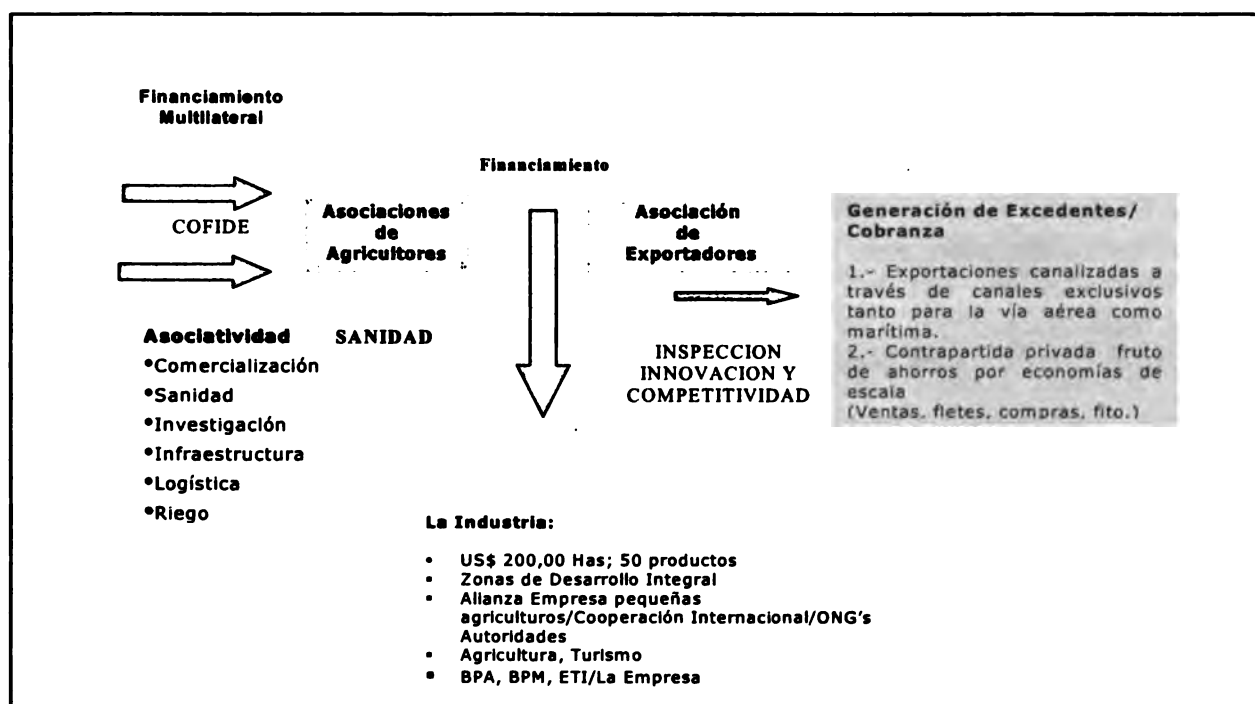 Financiamiento
Multilateral
COFIDE
Asociatividad
•Comercialización
•Sanidad
•Investigación
•Infraestructura
•Logística
•Riego
Asociaciones
de
Agricultores
SANIDAD
Financiamiento
Asociación
de
Exportadores
INSPECCION
INNOVACION Y
COMPETITIVIDAD
Generación de Excedentes/
Cobranza
1.- Exportaciones canalizadas a
través de canales exclusivos
tanto para la vía aérea como
marítima.
2.- Contrapartida privada fruto
de ahorros por economías de
escala
(Ventas, fletes, compras, fito.)
La Industria:
• US$ 200,00 Has; 50 productos
• Zonas de Desarrollo Integral
• Alianza Empresa pequeñas
agriculturos/Cooperación Internacional/ONG's
Autoridades
• Agricultura, Turismo
• BPA, BPM, ETI/La Empresa